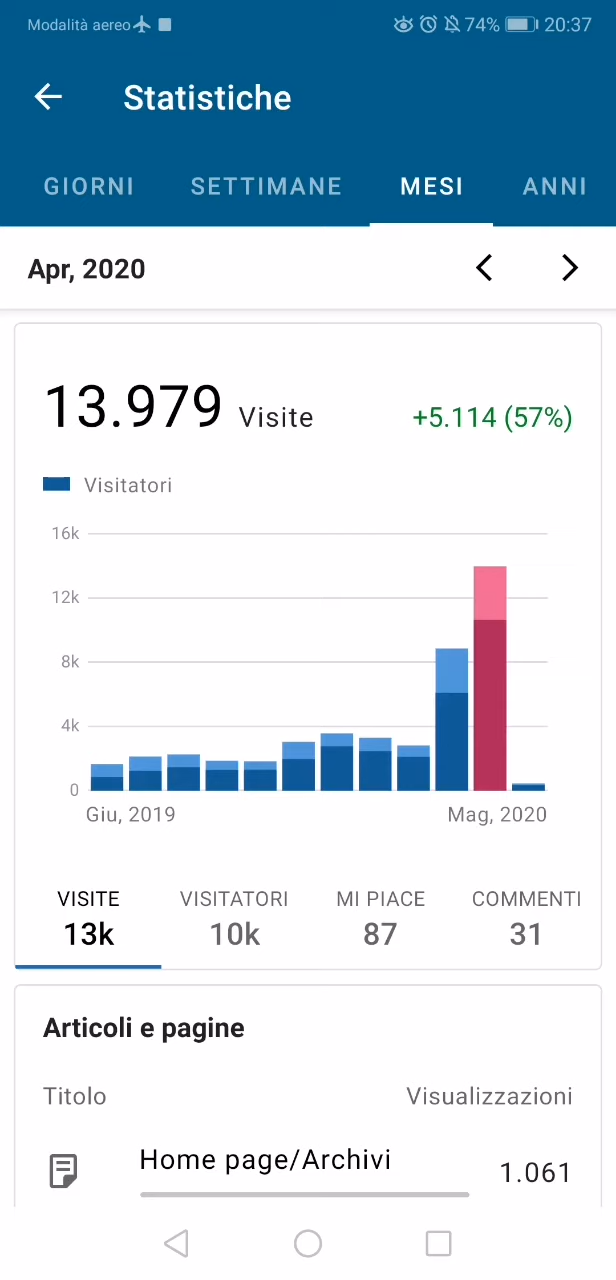 Modalità aereo 74% 20:37
Statistiche
GIORNI SETTIMANE MESI ANNI
Apr, 2020
13.979 Visite +5.114 (57%)
Visitatori
16k
12k
8k
4k
0
Giu, 2019 Mag, 2020
VISITE VISITATORI MI PIACE COMMENTI
13k 10k 87 31
Articoli e pagine
Titolo Visualizzazioni
Home page/Archivi 1.061